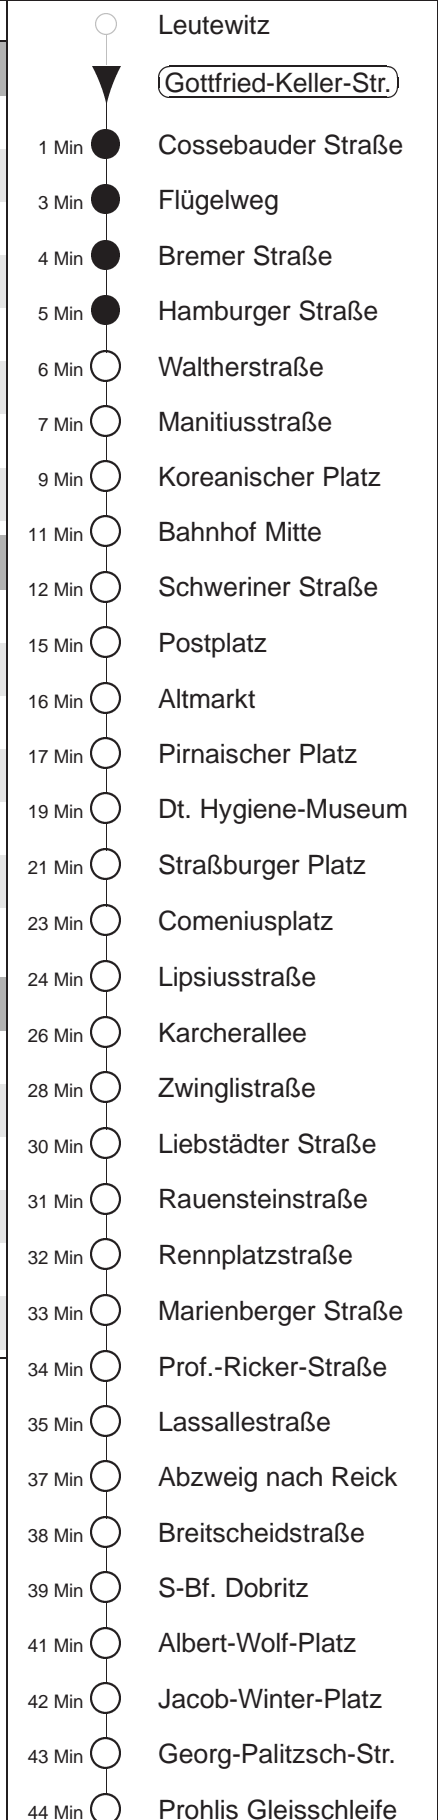 Leutewitz
Gottfried-Keller-Str.
1 Min Cossebauder Straße
3 Min Flügelweg
4 Min Bremer Straße
5 Min Hamburger Straße
6 Min Waltherstraße
7 Min Manitiusstraße
9 Min Koreanischer Platz
11 Min Bahnhof Mitte
12 Min Schweriner Straße
15 Min Postplatz
16 Min Altmarkt
17 Min Pirnaischer Platz
19 Min Dt. Hygiene-Museum
21 Min Straßburger Platz
23 Min Comeniusplatz
24 Min Lipsiusstraße
26 Min Karcherallee
28 Min Zwinglistraße
30 Min Liebstädter Straße
31 Min Rauensteinstraße
32 Min Rennplatzstraße
33 Min Marienberger Straße
34 Min Prof.-Ricker-Straße
35 Min Lassallestraße
37 Min Abzweig nach Reick
38 Min Breitscheidstraße
39 Min S-Bf. Dobritz
41 Min Albert-Wolf-Platz
42 Min Jacob-Winter-Platz
43 Min Georg-Palitzsch-Str.
44 Min Prohlis Gleisschleife